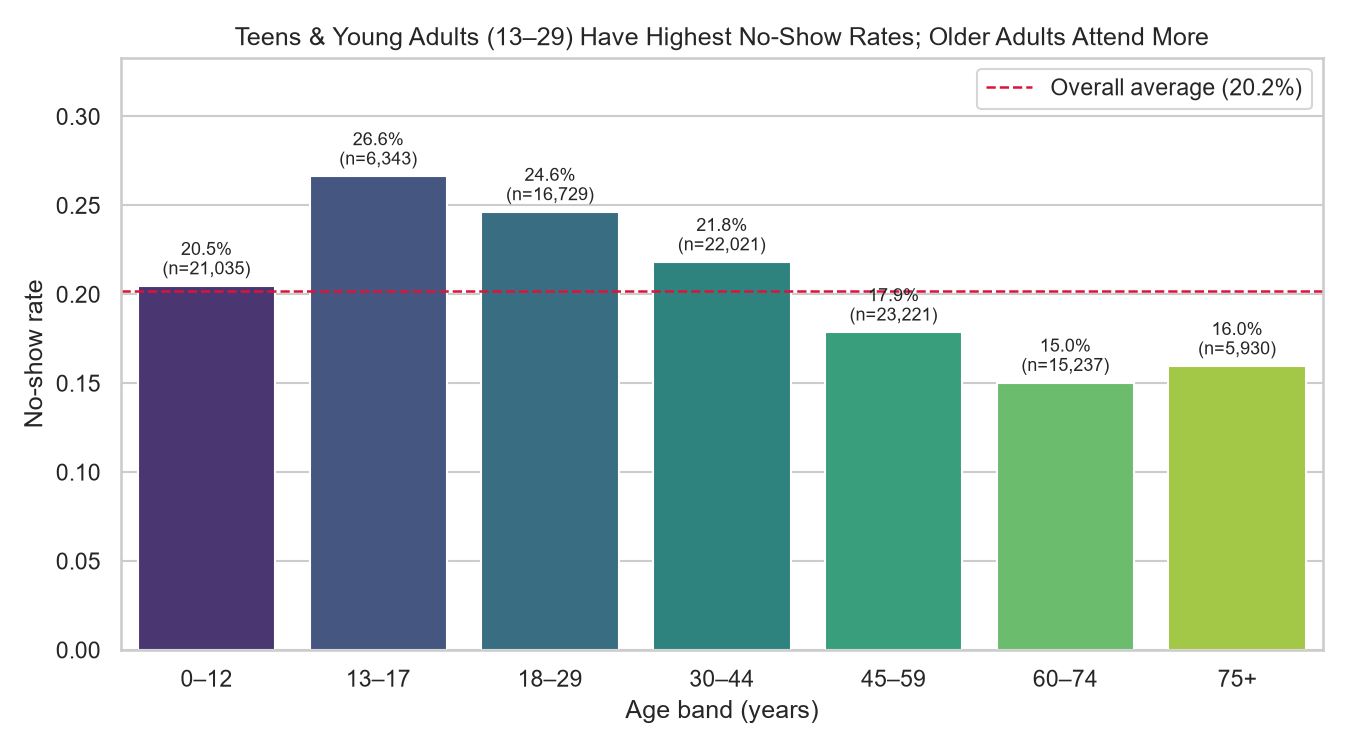 Teens & Young Adults (13–29) Have Highest No-Show Rates; Older Adults Attend More
Overall average (20.2%)
No-show rate
0.30
0.25
0.20
0.15
0.10
0.05
0.00
20.5%
(n=21,035)
26.6%
(n=6,343)
24.6%
(n=16,729)
21.8%
(n=22,021)
17.9%
(n=23,221)
15.0%
(n=15,237)
16.0%
(n=5,930)
0–12
13–17
18–29
30–44
45–59
60–74
75+
Age band (years)